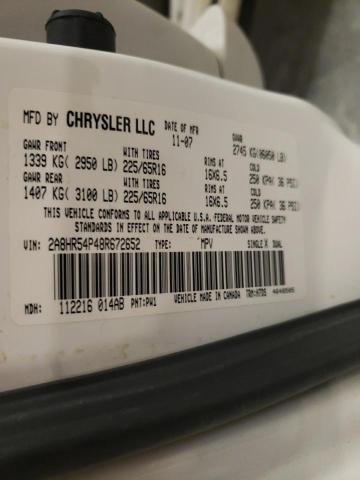 MFD BY CHRYSLER LLC DATE OF MFR GVWR
11-07 2745 KG(06050 LB)
GAWR FRONT WITH TIRES RIMS AT COLD
1339 KG( 2950 LB) 225/65R16 16X6.5 250 KPA( 36 PSI)
GAWR REAR WITH TIRES RIMS AT COLD
1407 KG( 3100 LB) 225/65R16 16X6.5 250 KPA( 36 PSI)
THIS VEHICLE CONFORMS TO ALL APPLICABLE U.S.A. FEDERAL MOTOR VEHICLE SAFETY
STANDARDS IN EFFECT ON THE DATE OF MANUFACTURE SHOWN ABOVE.
VIN: 2A8HR54P48R672652 TYPE: MPV SINGLE X DUAL
MDH: 112216 014AB PNT:PW1 VEHICLE MADE IN CANADA TRM:H7DS